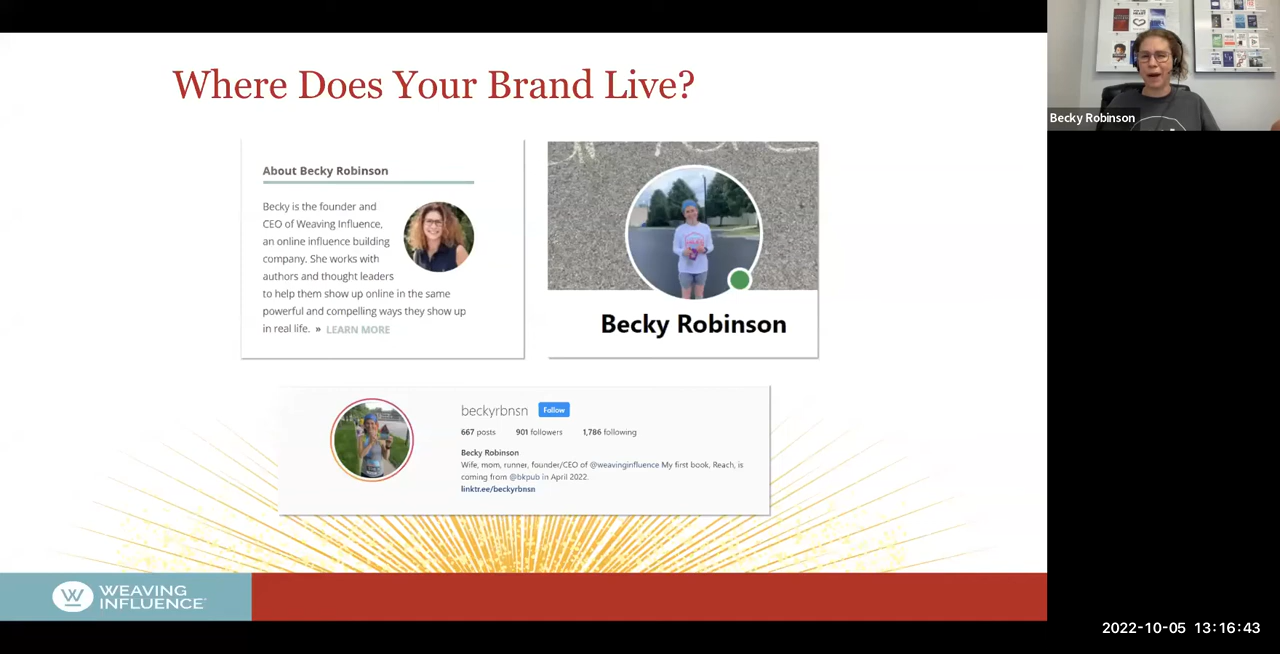 Where Does Your Brand Live?
About Becky Robinson
Becky is the founder and
CEO of Weaving Influence,
an online influence building
company. She works with
authors and thought leaders
to help them show up online in the same
powerful and compelling ways they show up
in real life. » LEARN MORE
Becky Robinson
beckyrbnsn Follow
667 posts 901 followers 1,786 following
Becky Robinson
Wife, mom, runner, founder/CEO of @weavinginfluence My first book, Reach, is
coming from @bkpub in April 2022.
linktr.ee/beckyrbnsn
W WEAVING
INFLUENCE
Becky Robinson
2022-10-05 13:16:43